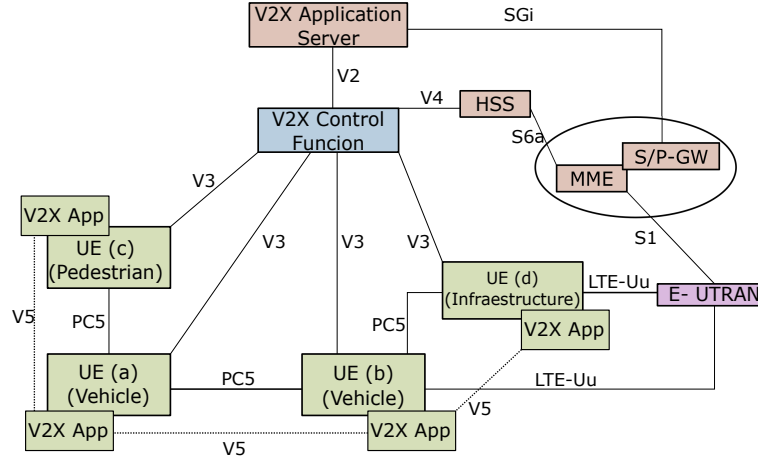 V2X Application
Server
SGi
V2
V4
HSS
V2X Control
Funcion
S6a
S/P-GW
MME
V3
V2X App
S1
UE (c)
(Pedestrian)
V3
V3
V3
UE (d)
(Infraestructure)
LTE-Uu
E- UTRAN
V5
PC5
PC5
V2X App
UE (a)
(Vehicle)
PC5
UE (b)
(Vehicle)
LTE-Uu
V5
V2X App
V2X App
V5